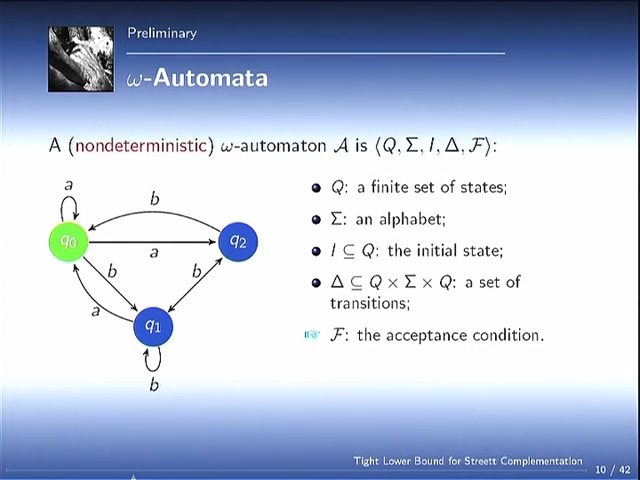 Preliminary
ω-Automata
A (nondeterministic) ω-automaton 𝒜 is ⟨Q, Σ, I, Δ, ℱ⟩:
a
b
q₀
q₂
a
b
b
a
q₁
b
Q: a finite set of states;
Σ: an alphabet;
I ⊆ Q: the initial state;
Δ ⊆ Q × Σ × Q: a set of
transitions;
ℱ: the acceptance condition.
Tight Lower Bound for Streett Complementation
10 / 42